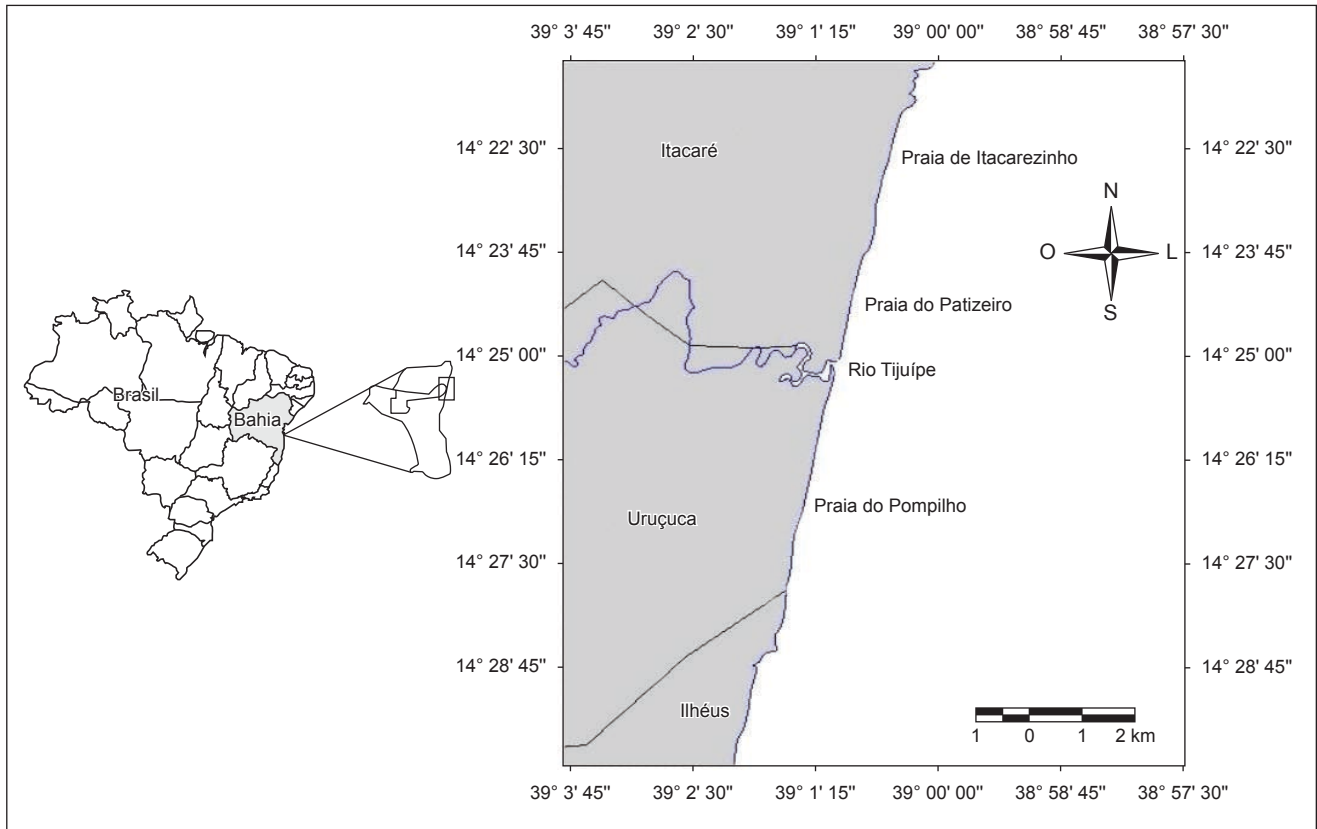 39° 3' 45" 39° 2' 30" 39° 1' 15" 39° 00' 00" 38° 58' 45" 38° 57' 30"
Itacaré
14° 22' 30" Praia de Itacarezinho 14° 22' 30"
N
14° 23' 45" O L 14° 23' 45"
S
Praia do Patizeiro
14° 25' 00" Rio Tijuípe 14° 25' 00"
Brasil
Bahia
14° 26' 15" 14° 26' 15"
Uruçuca Praia do Pompilho
14° 27' 30" 14° 27' 30"
14° 28' 45" 14° 28' 45"
Ilhéus
1 0 1 2 km
39° 3' 45" 39° 2' 30" 39° 1' 15" 39° 00' 00" 38° 58' 45" 38° 57' 30"